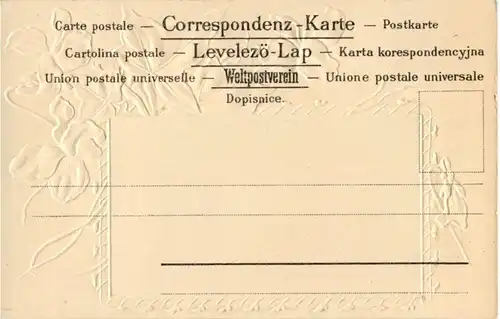 Carte postale — Correspondenz-Karte — Postkarte
Cartolina postale — Levelezö-Lap — Karta korespondencyjna
Union postale universelle — Weltpostverein — Unione postale universale
Dopisnice.